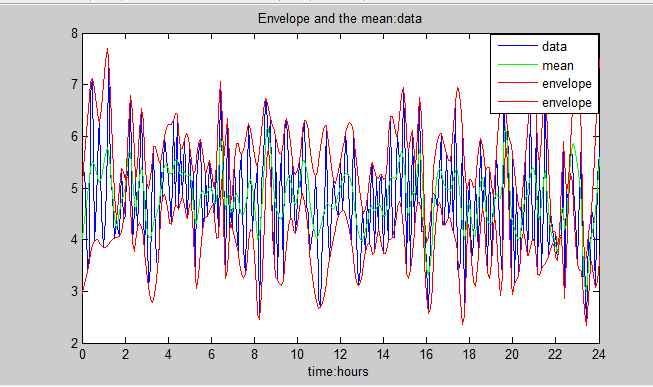 Envelope and the mean:data
8
7
6
5
4
3
2
data
mean
envelope
envelope
0 2 4 6 8 10 12 14 16 18 20 22 24
time:hours